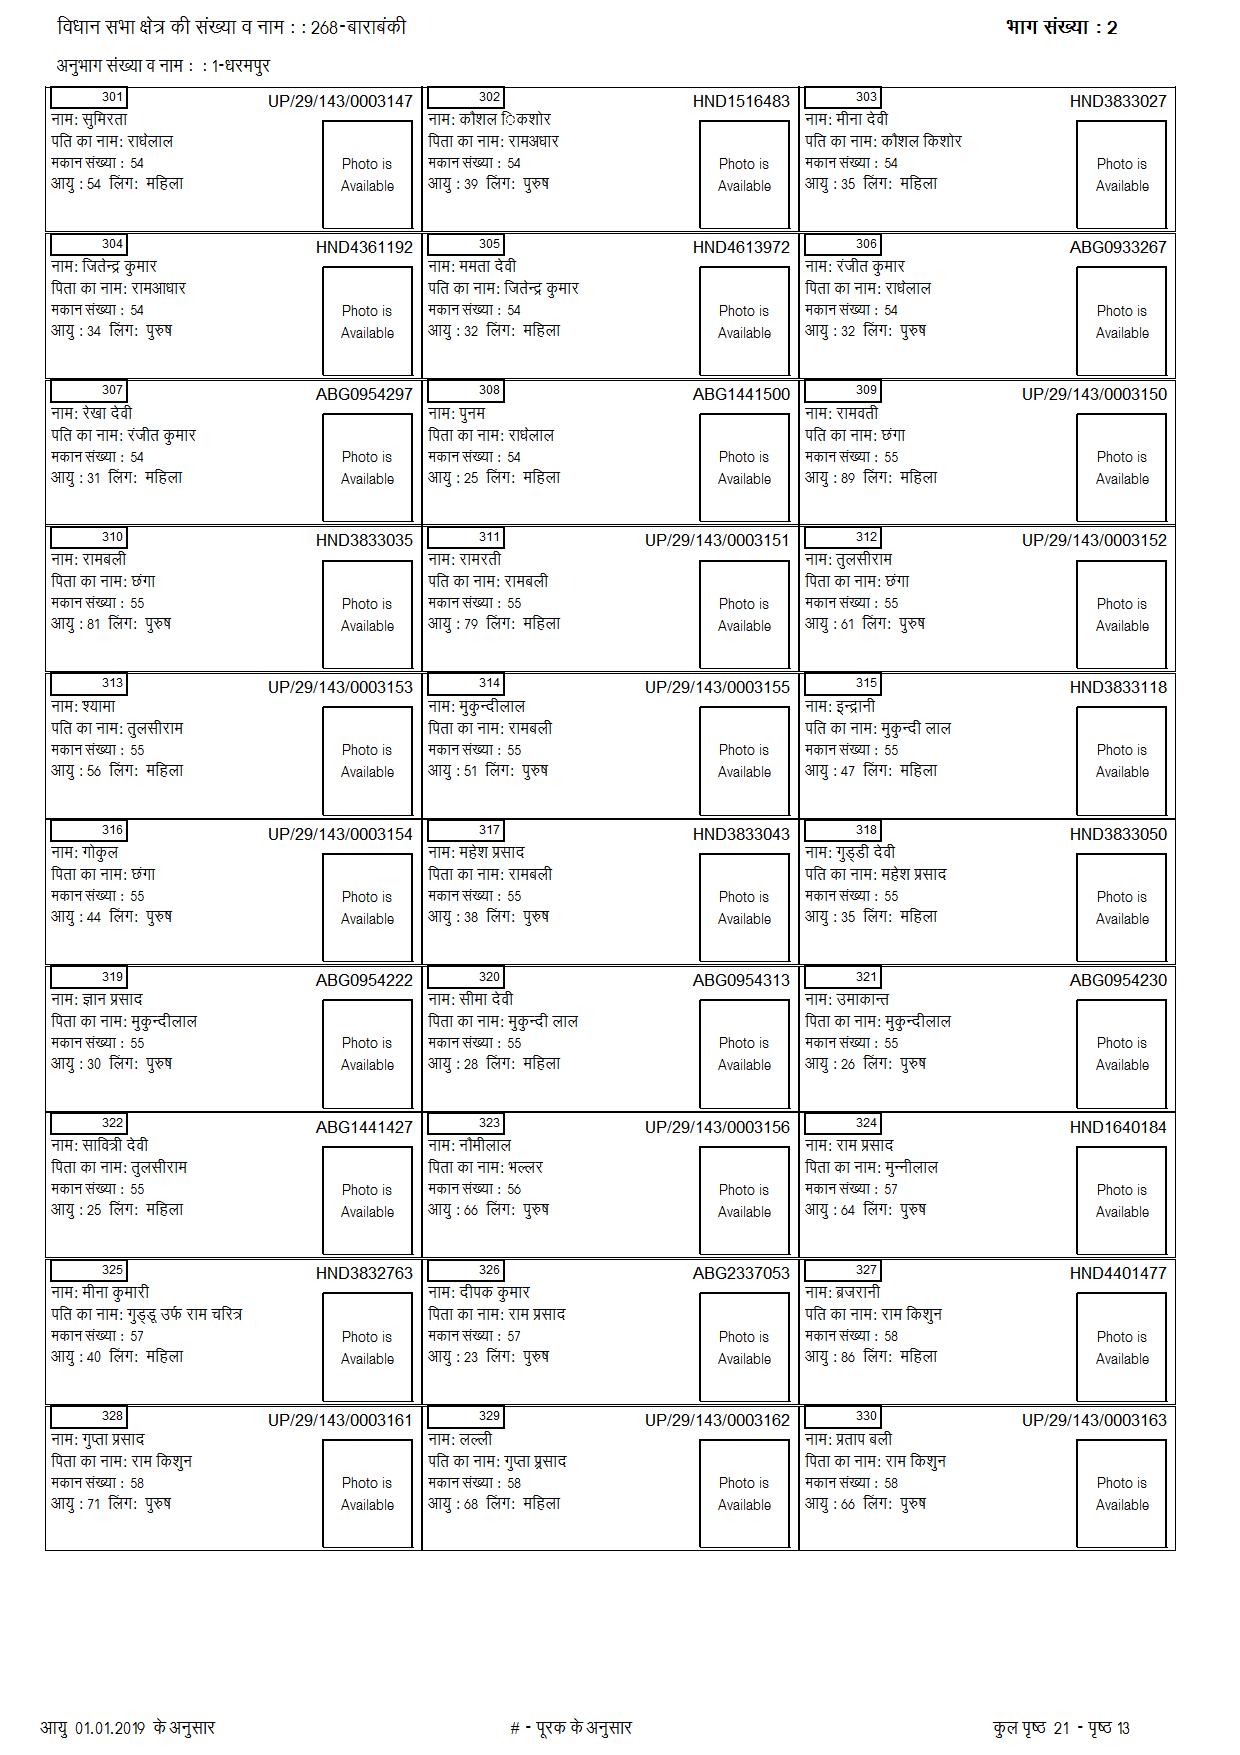 विधान सभा क्षेत्र की संख्या व नाम : : 268-बाराबंकी
भाग संख्या : 2
अनुभाग संख्या व नाम : : 1-धरमपुर
301 UP/29/143/0003147
नाम: सुमिरता
पति का नाम: राधेलाल
मकान संख्या : 54
आयु : 54 लिंग: महिला
Photo is
Available
302 HND1516483
नाम: कौशल िकशोर
पिता का नाम: रामअधार
मकान संख्या : 54
आयु : 39 लिंग: पुरुष
Photo is
Available
303 HND3833027
नाम: मीना देवी
पति का नाम: कौशल किशोर
मकान संख्या : 54
आयु : 35 लिंग: महिला
Photo is
Available
304 HND4361192
नाम: जितेन्द्र कुमार
पिता का नाम: रामआधार
मकान संख्या : 54
आयु : 34 लिंग: पुरुष
Photo is
Available
305 HND4613972
नाम: ममता देवी
पति का नाम: जितेन्द्र कुमार
मकान संख्या : 54
आयु : 32 लिंग: महिला
Photo is
Available
306 ABG0933267
नाम: रंजीत कुमार
पिता का नाम: राधेलाल
मकान संख्या : 54
आयु : 32 लिंग: पुरुष
Photo is
Available
307 ABG0954297
नाम: रेखा देवी
पति का नाम: रंजीत कुमार
मकान संख्या : 54
आयु : 31 लिंग: महिला
Photo is
Available
308 ABG1441500
नाम: पुनम
पिता का नाम: राधेलाल
मकान संख्या : 54
आयु : 25 लिंग: महिला
Photo is
Available
309 UP/29/143/0003150
नाम: रामवती
पति का नाम: छंगा
मकान संख्या : 55
आयु : 89 लिंग: महिला
Photo is
Available
310 HND3833035
नाम: रामबली
पिता का नाम: छंगा
मकान संख्या : 55
आयु : 81 लिंग: पुरुष
Photo is
Available
311 UP/29/143/0003151
नाम: रामरती
पति का नाम: रामबली
मकान संख्या : 55
आयु : 79 लिंग: महिला
Photo is
Available
312 UP/29/143/0003152
नाम: तुलसीराम
पिता का नाम: छंगा
मकान संख्या : 55
आयु : 61 लिंग: पुरुष
Photo is
Available
313 UP/29/143/0003153
नाम: श्यामा
पति का नाम: तुलसीराम
मकान संख्या : 55
आयु : 56 लिंग: महिला
Photo is
Available
314 UP/29/143/0003155
नाम: मुकुन्दीलाल
पिता का नाम: रामबली
मकान संख्या : 55
आयु : 51 लिंग: पुरुष
Photo is
Available
315 HND3833118
नाम: इन्द्रानी
पति का नाम: मुकुन्दी लाल
मकान संख्या : 55
आयु : 47 लिंग: महिला
Photo is
Available
316 UP/29/143/0003154
नाम: गोकुल
पिता का नाम: छंगा
मकान संख्या : 55
आयु : 44 लिंग: पुरुष
Photo is
Available
317 HND3833043
नाम: महेश प्रसाद
पिता का नाम: रामबली
मकान संख्या : 55
आयु : 38 लिंग: पुरुष
Photo is
Available
318 HND3833050
नाम: गुड्डी देवी
पति का नाम: महेश प्रसाद
मकान संख्या : 55
आयु : 35 लिंग: महिला
Photo is
Available
319 ABG0954222
नाम: ज्ञान प्रसाद
पिता का नाम: मुकुन्दीलाल
मकान संख्या : 55
आयु : 30 लिंग: पुरुष
Photo is
Available
320 ABG0954313
नाम: सीमा देवी
पिता का नाम: मुकुन्दी लाल
मकान संख्या : 55
आयु : 28 लिंग: महिला
Photo is
Available
321 ABG0954230
नाम: उमाकान्त
पिता का नाम: मुकुन्दीलाल
मकान संख्या : 55
आयु : 26 लिंग: पुरुष
Photo is
Available
322 ABG1441427
नाम: सावित्री देवी
पिता का नाम: तुलसीराम
मकान संख्या : 55
आयु : 25 लिंग: महिला
Photo is
Available
323 UP/29/143/0003156
नाम: नौमीलाल
पिता का नाम: भल्लर
मकान संख्या : 56
आयु : 66 लिंग: पुरुष
Photo is
Available
324 HND1640184
नाम: राम प्रसाद
पिता का नाम: मुन्नीलाल
मकान संख्या : 57
आयु : 64 लिंग: पुरुष
Photo is
Available
325 HND3832763
नाम: मीना कुमारी
पति का नाम: गुड्डू उर्फ राम चरित्र
मकान संख्या : 57
आयु : 40 लिंग: महिला
Photo is
Available
326 ABG2337053
नाम: दीपक कुमार
पिता का नाम: राम प्रसाद
मकान संख्या : 57
आयु : 23 लिंग: पुरुष
Photo is
Available
327 HND4401477
नाम: ब्रजरानी
पति का नाम: राम किशुन
मकान संख्या : 58
आयु : 86 लिंग: महिला
Photo is
Available
328 UP/29/143/0003161
नाम: गुप्ता प्रसाद
पिता का नाम: राम किशुन
मकान संख्या : 58
आयु : 71 लिंग: पुरुष
Photo is
Available
329 UP/29/143/0003162
नाम: लल्ली
पति का नाम: गुप्ता प्र्रसाद
मकान संख्या : 58
आयु : 68 लिंग: महिला
Photo is
Available
330 UP/29/143/0003163
नाम: प्रताप बली
पिता का नाम: राम किशुन
मकान संख्या : 58
आयु : 66 लिंग: पुरुष
Photo is
Available
आयु 01.01.2019 के अनुसार
# - पूरक के अनुसार
कुल पृष्ठ 21 - पृष्ठ 13